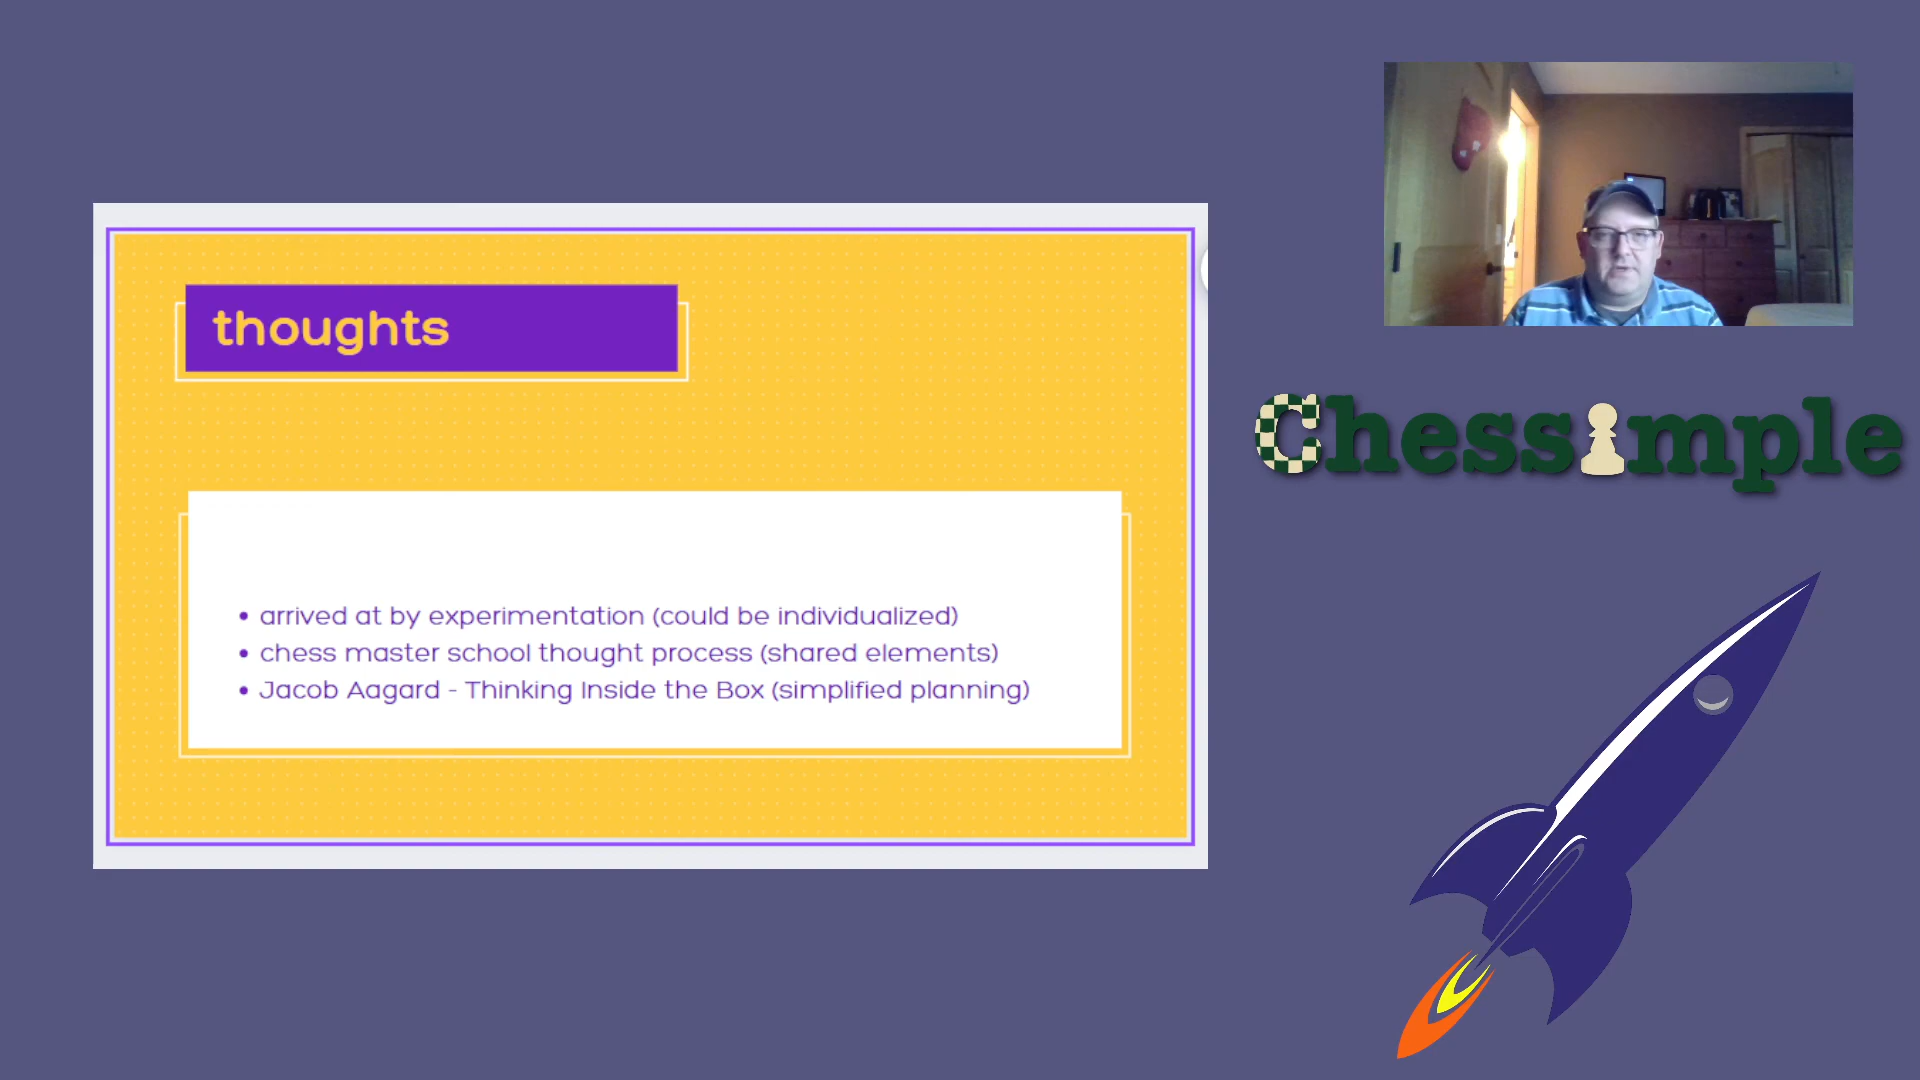 thoughts
• arrived at by experimentation (could be individualized)
• chess master school thought process (shared elements)
• Jacob Aagard - Thinking Inside the Box (simplified planning)
Chessimple